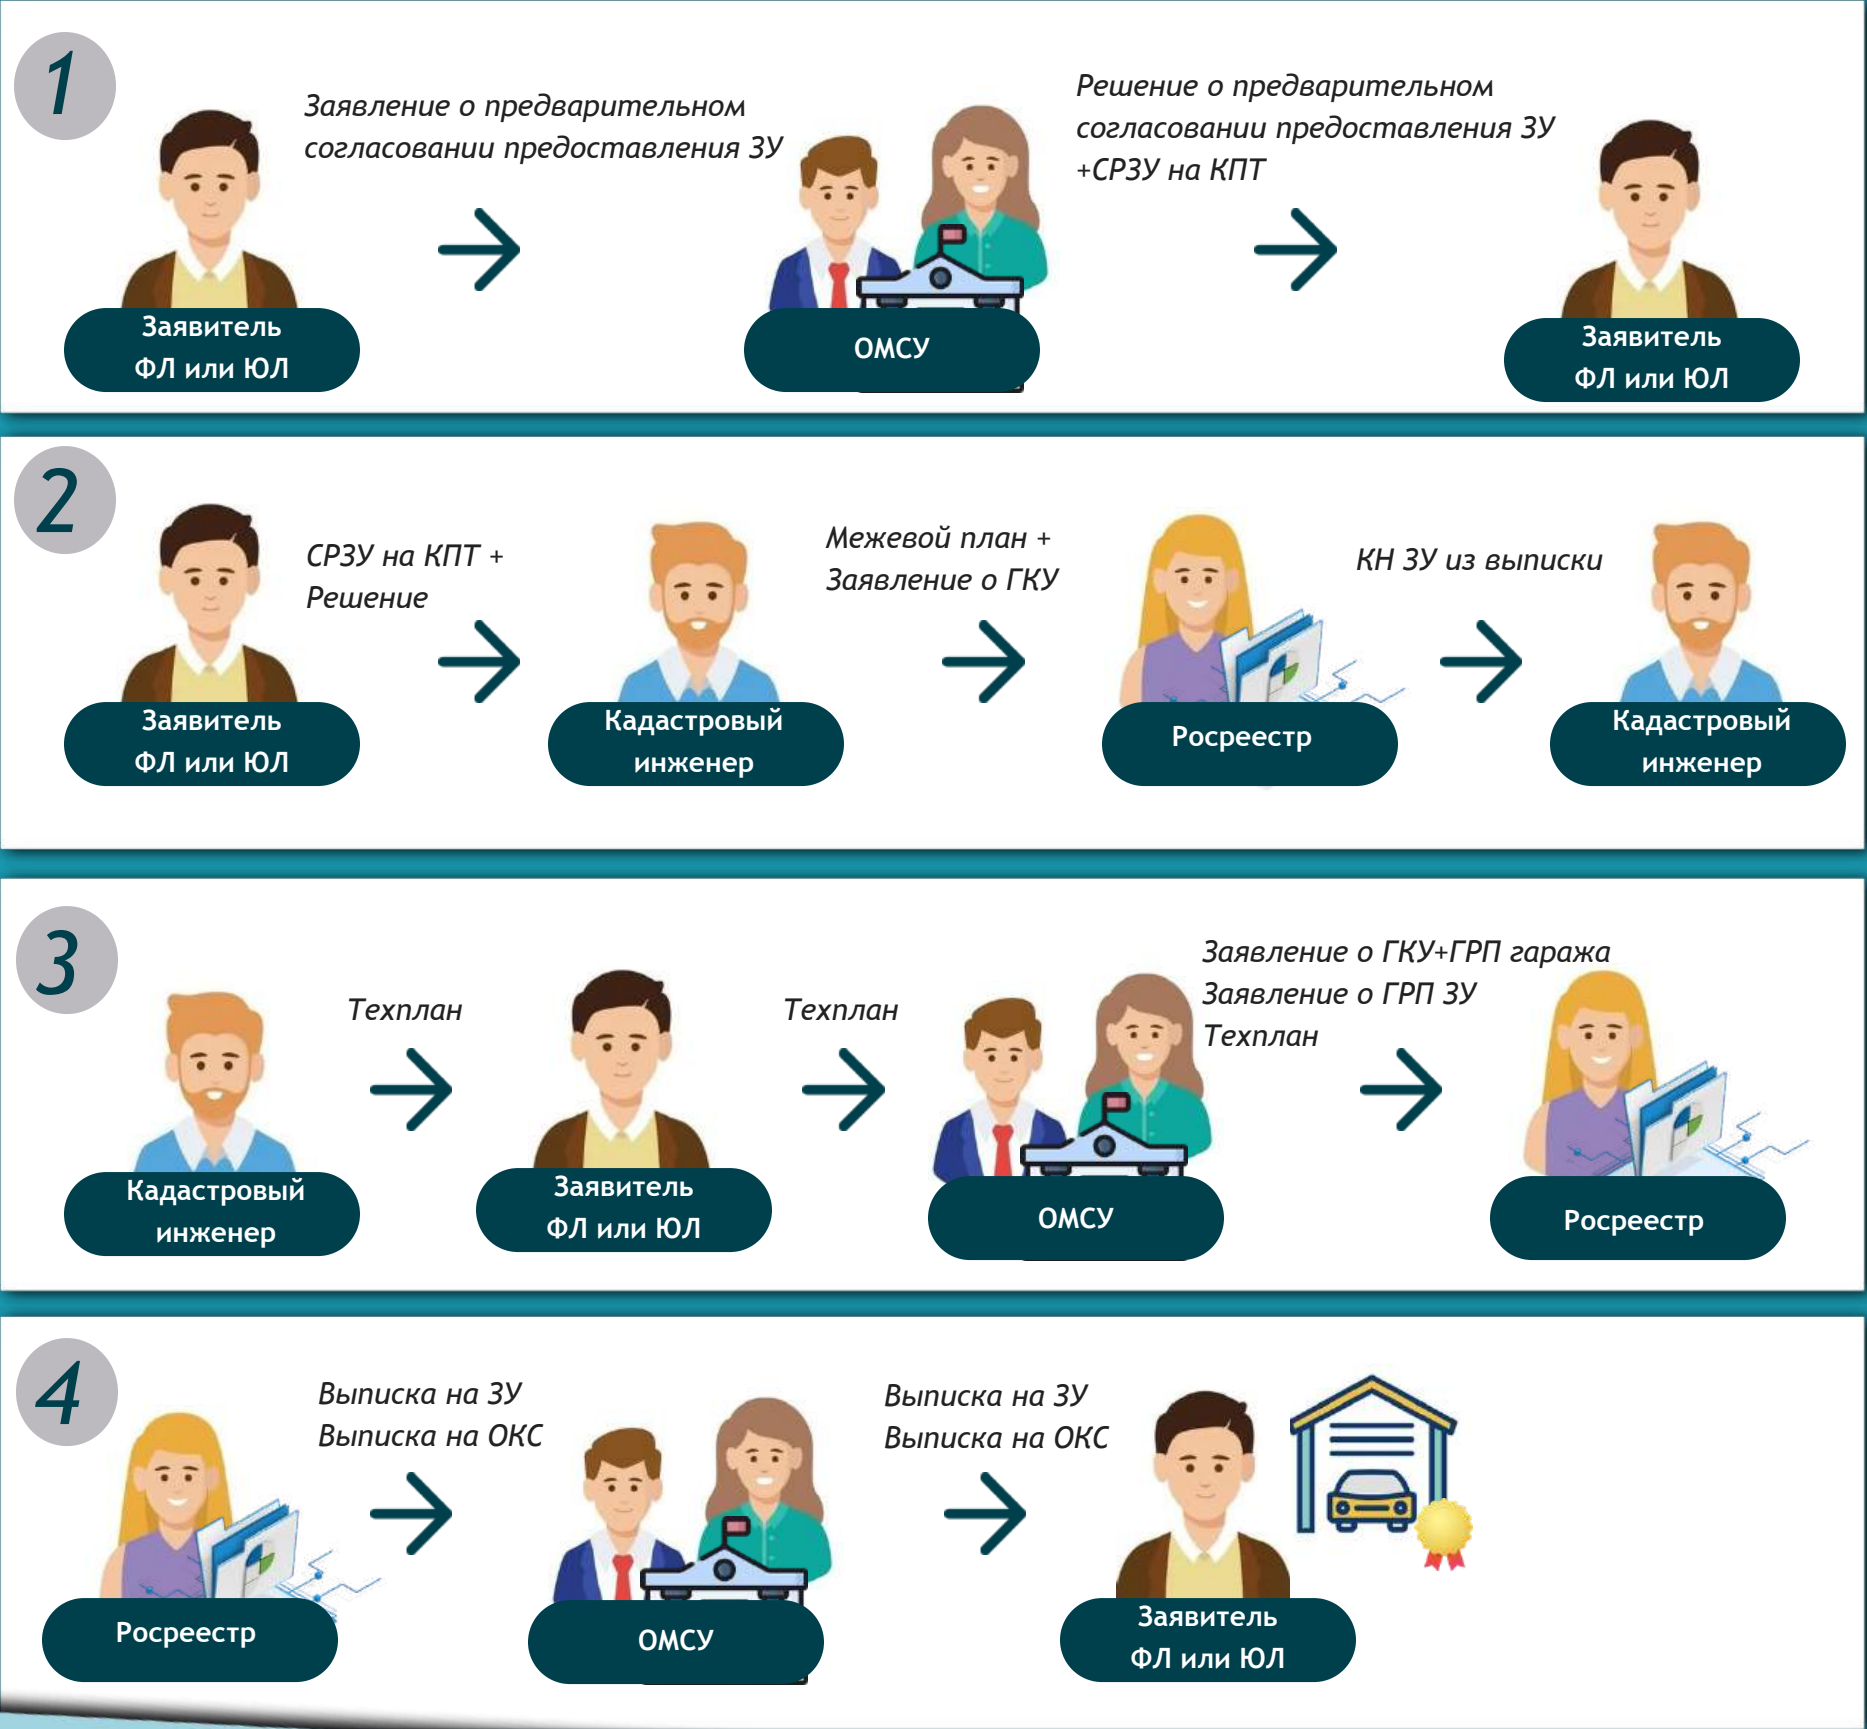 1
Заявление о предварительном
согласовании предоставления ЗУ
Решение о предварительном
согласовании предоставления ЗУ
+СРЗУ на КПТ
Заявитель
ФЛ или ЮЛ
ОМСУ
Заявитель
ФЛ или ЮЛ
2
СРЗУ на КПТ +
Решение
Межевой план +
Заявление о ГКУ
КН ЗУ из выписки
Заявитель
ФЛ или ЮЛ
Кадастровый
инженер
Росреестр
Кадастровый
инженер
3
Техплан
Техплан
Заявление о ГКУ+ГРП гаража
Заявление о ГРП ЗУ
Техплан
Кадастровый
инженер
Заявитель
ФЛ или ЮЛ
ОМСУ
Росреестр
4
Выписка на ЗУ
Выписка на ОКС
Выписка на ЗУ
Выписка на ОКС
Росреестр
ОМСУ
Заявитель
ФЛ или ЮЛ